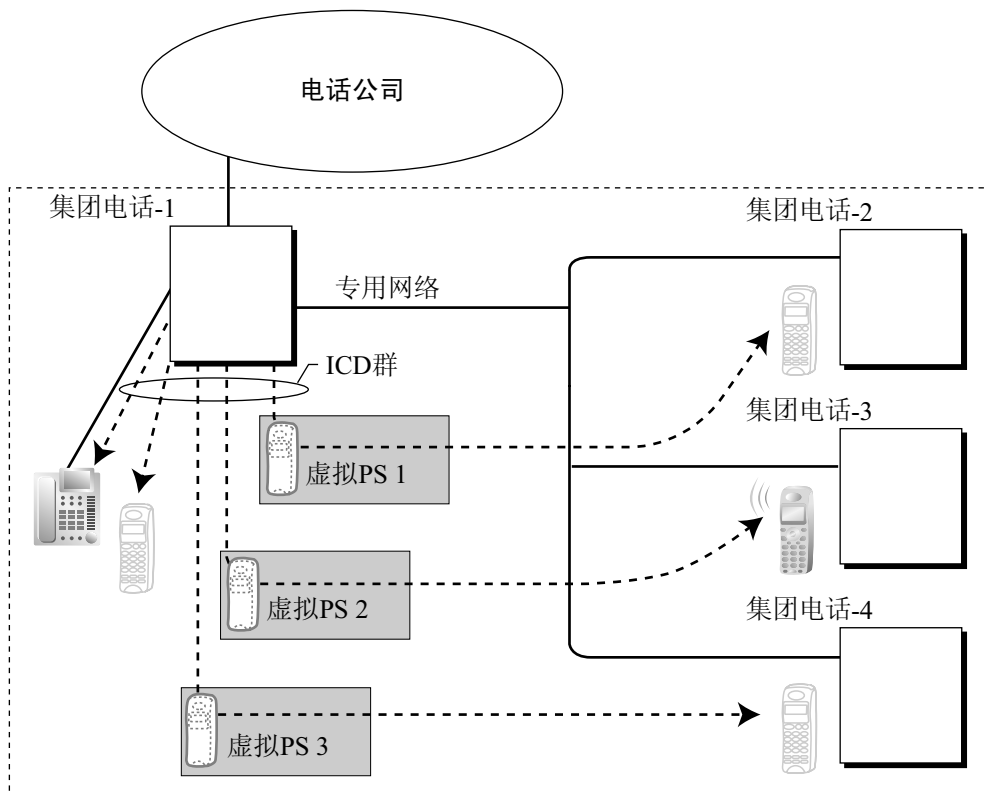 电话公司
集团电话-1
集团电话-2
专用网络
ICD群
集团电话-3
虚拟PS 1
虚拟PS 2
集团电话-4
虚拟PS 3